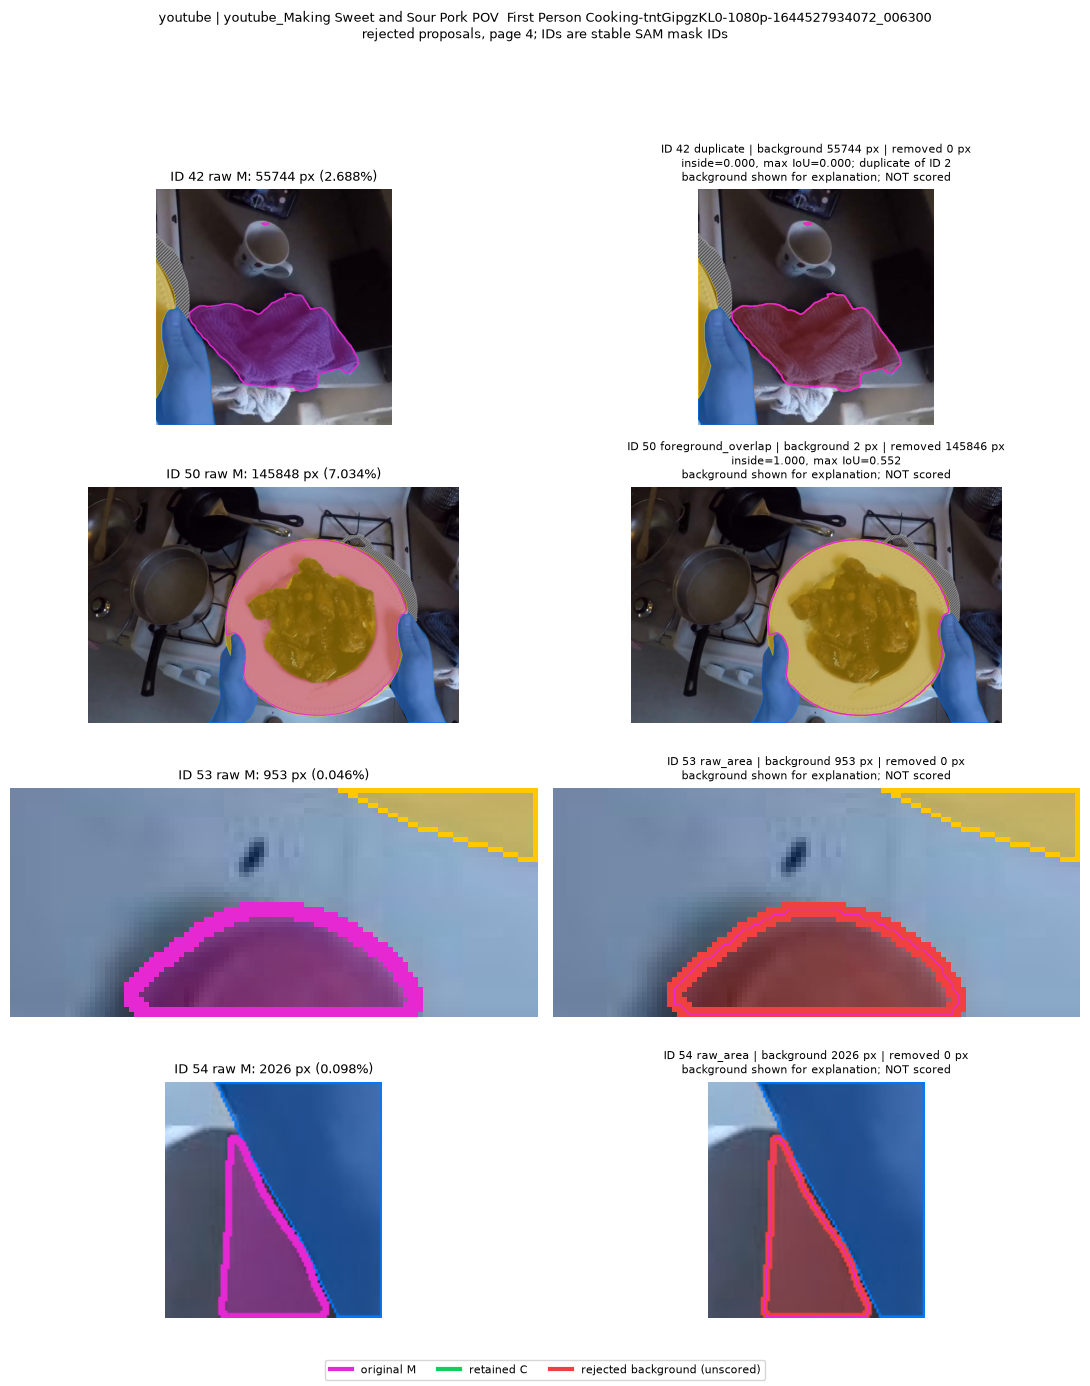 youtube | youtube_Making Sweet and Sour Pork POV  First Person Cooking-tntGipgzKL0-1080p-1644527934072_006300
rejected proposals, page 4; IDs are stable SAM mask IDs
ID 42 raw M: 55744 px (2.688%)
ID 42 duplicate | background 55744 px | removed 0 px
inside=0.000, max IoU=0.000; duplicate of ID 2
background shown for explanation; NOT scored
ID 50 raw M: 145848 px (7.034%)
ID 50 foreground_overlap | background 2 px | removed 145846 px
inside=1.000, max IoU=0.552
background shown for explanation; NOT scored
ID 53 raw M: 953 px (0.046%)
ID 53 raw_area | background 953 px | removed 0 px
background shown for explanation; NOT scored
ID 54 raw M: 2026 px (0.098%)
ID 54 raw_area | background 2026 px | removed 0 px
background shown for explanation; NOT scored
original M
retained C
rejected background (unscored)